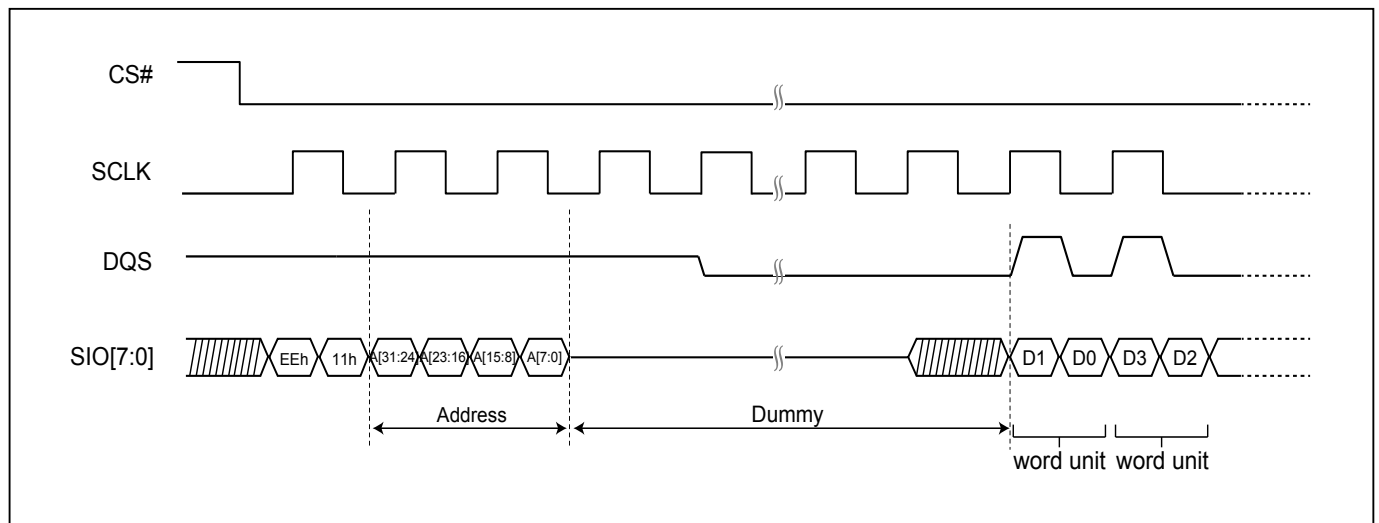 CS#
SCLK
DQS
SIO[7:0]
EEh 11h A[31:24] A[23:16] A[15:8] A[7:0] D1 D0 D3 D2
Address Dummy
word unit word unit